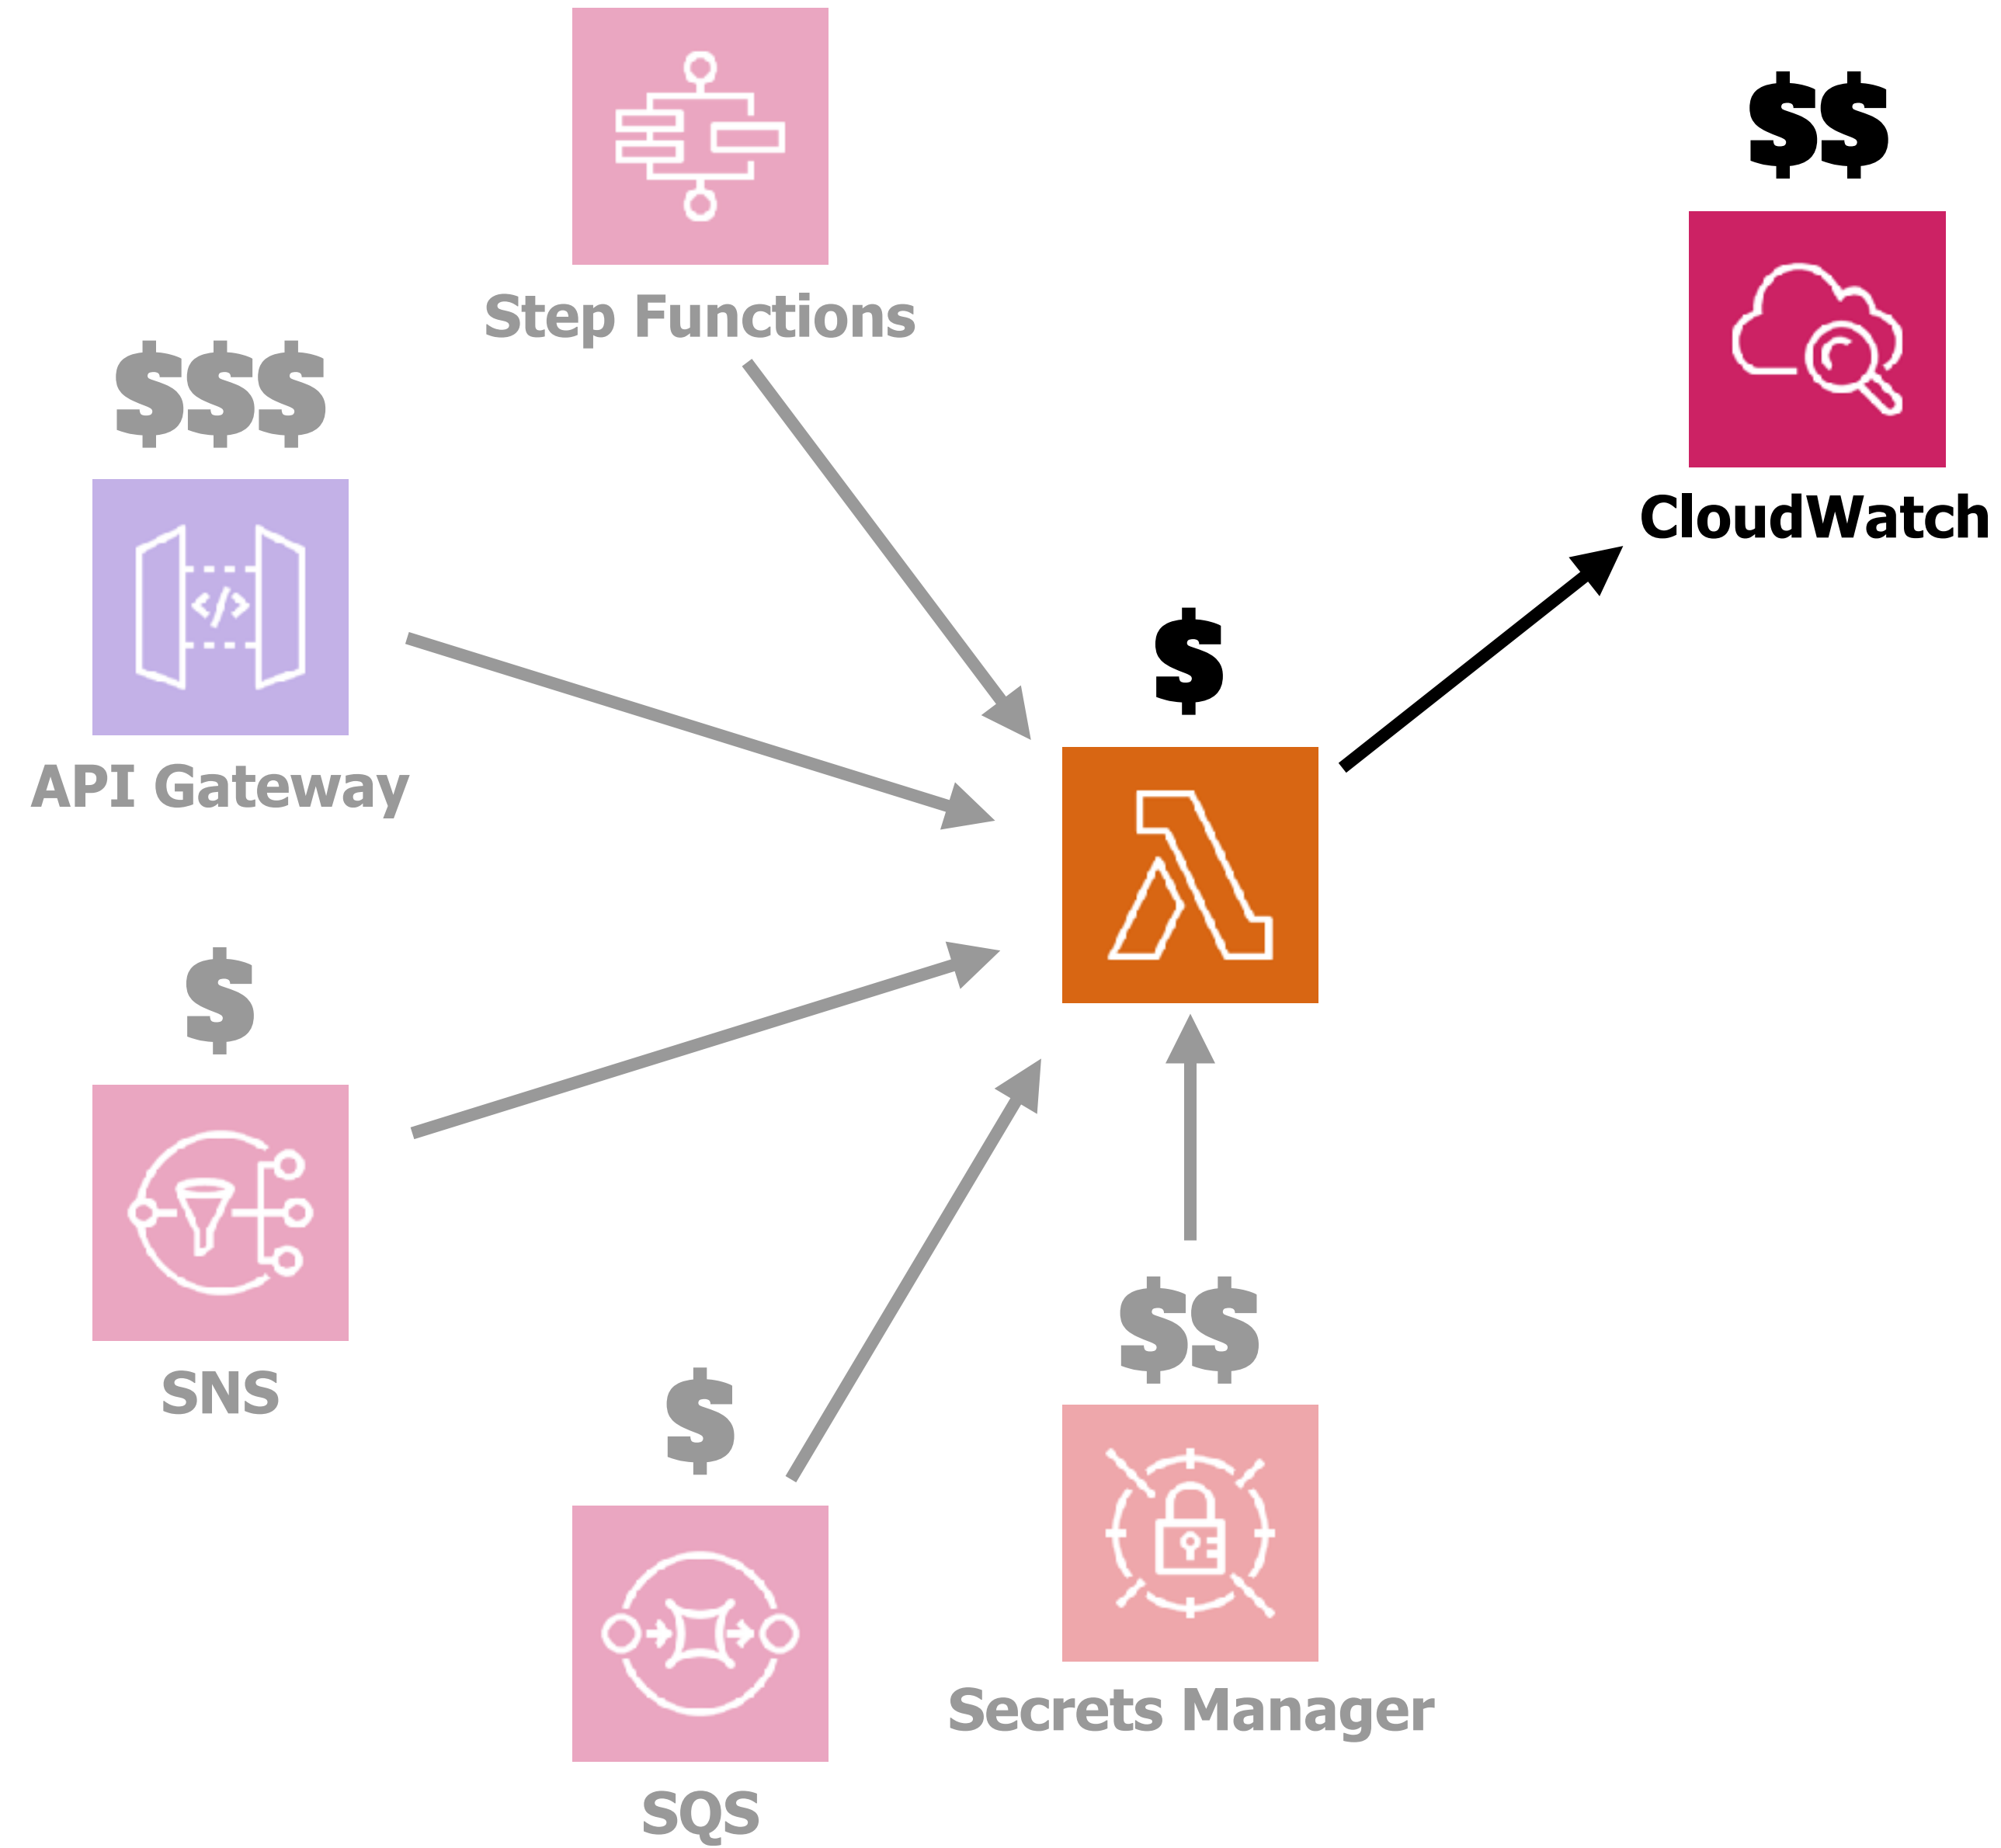 Step Functions
$$
CloudWatch
$$$
API Gateway
$
$
SNS
$
SQS
$$
Secrets Manager